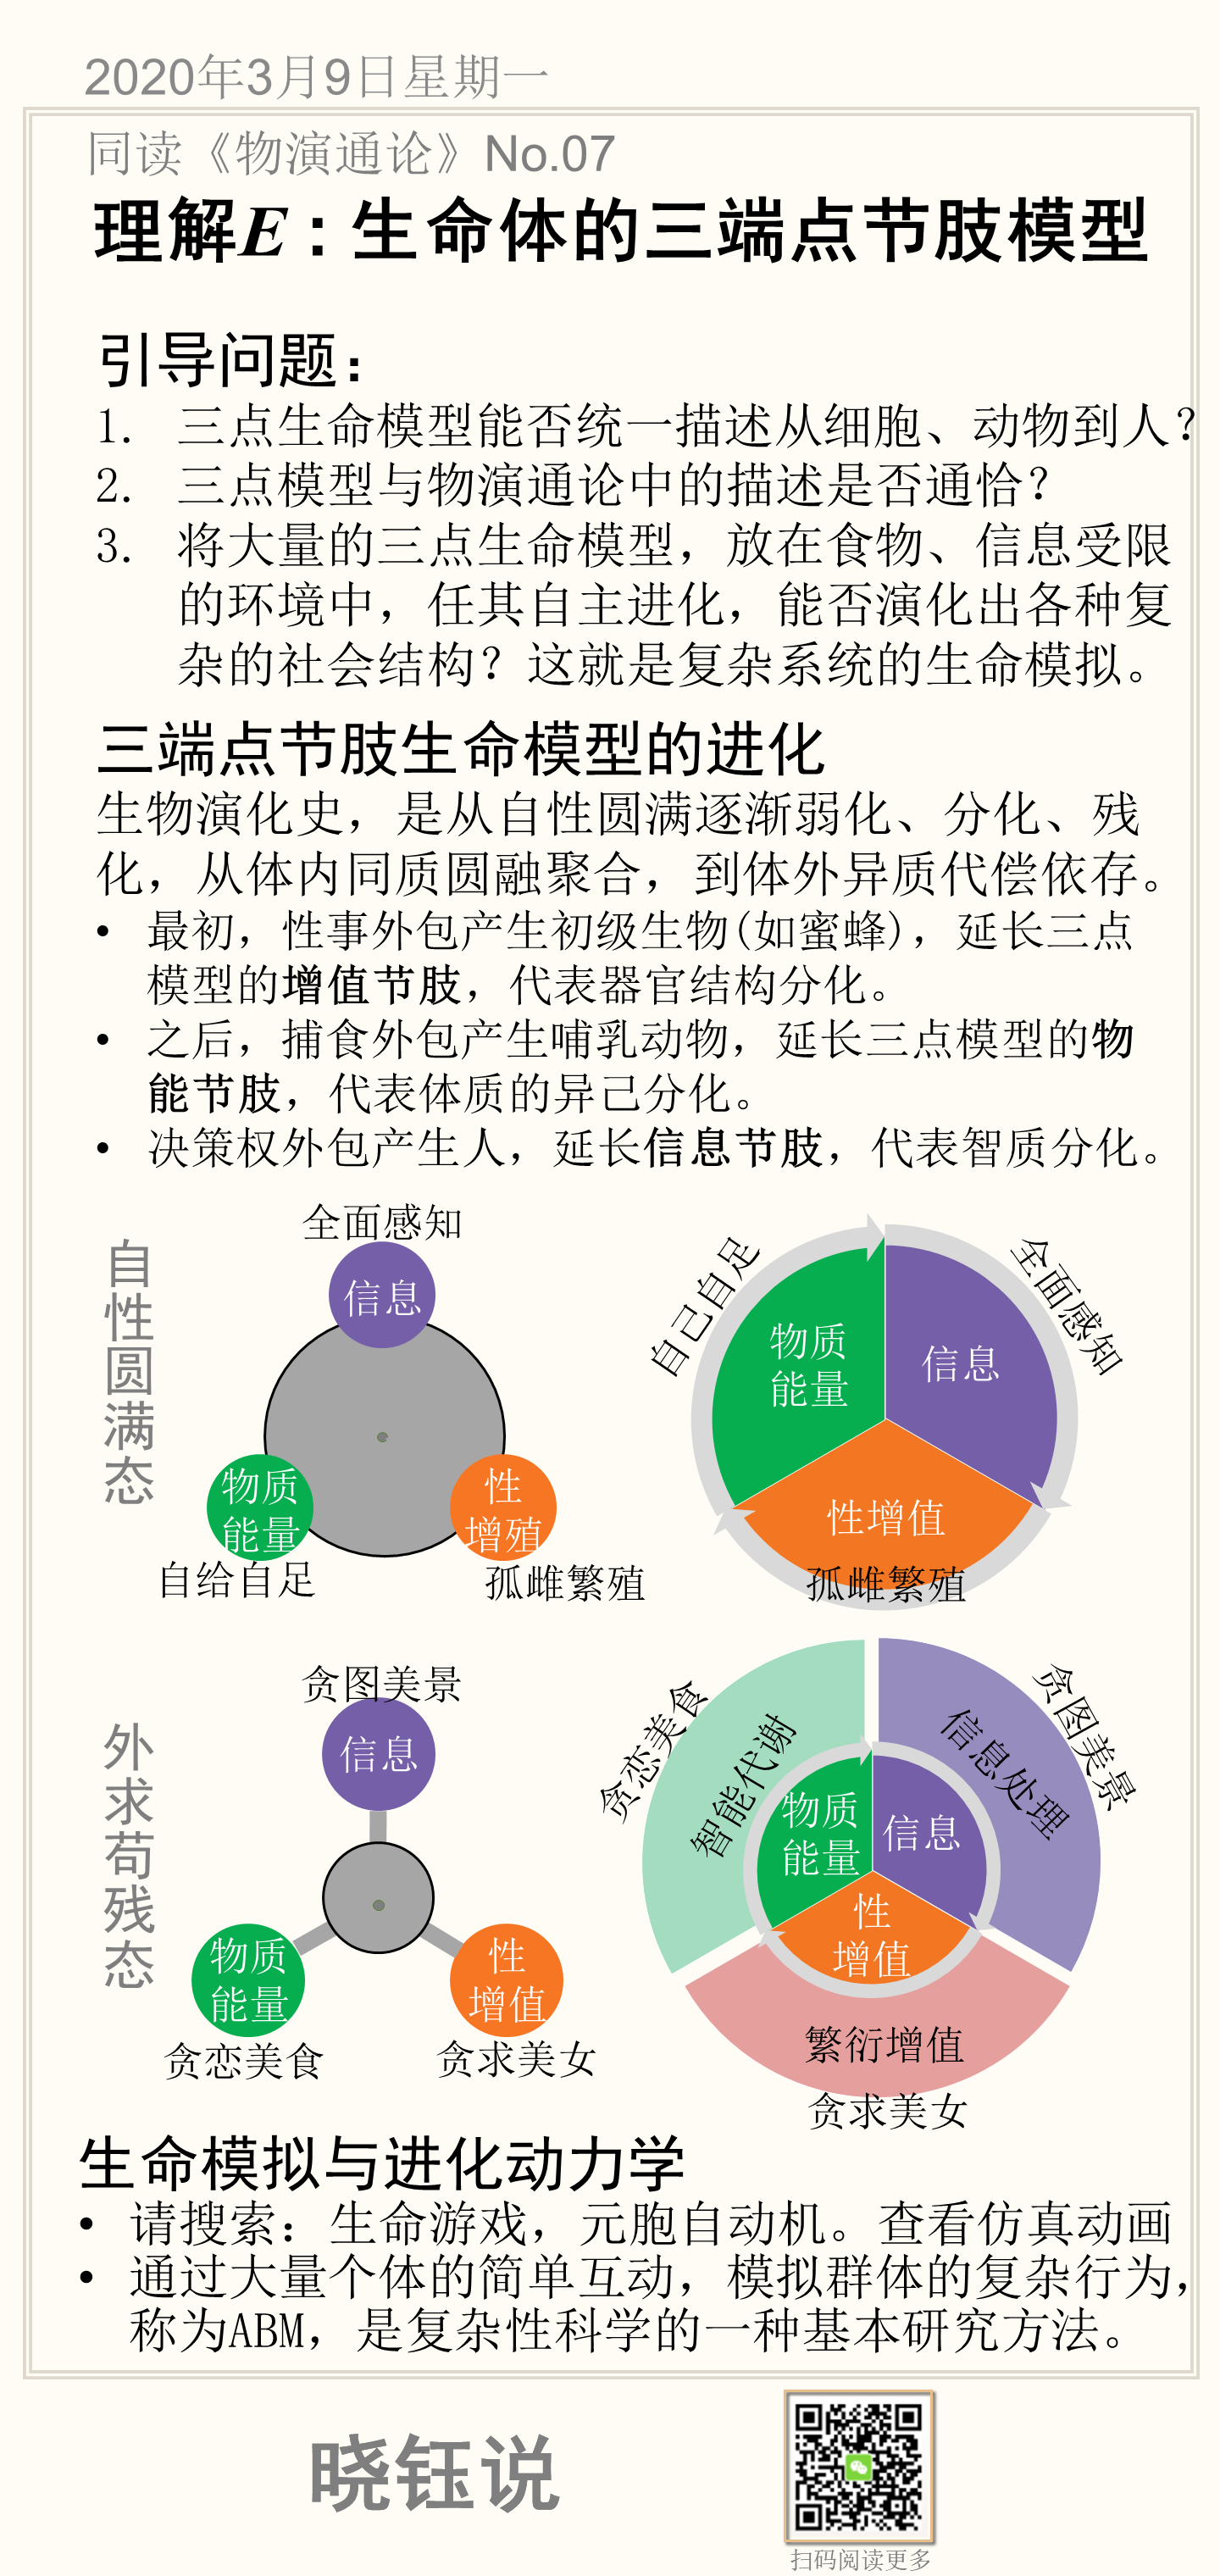 2020年3月9日星期一
同读《物演通论》No.07
理解E：生命体的三端点节肢模型
引导问题：
1. 三点生命模型能否统一描述从细胞、动物到人？
2. 三点模型与物演通论中的描述是否通恰？
3. 将大量的三点生命模型，放在食物、信息受限
的环境中，任其自主进化，能否演化出各种复
杂的社会结构？这就是复杂系统的生命模拟。
三端点节肢生命模型的进化
生物演化史，是从自性圆满逐渐弱化、分化、残
化，从体内同质圆融聚合，到体外异质代偿依存。
• 最初，性事外包产生初级生物(如蜜蜂)，延长三点
模型的增值节肢，代表器官结构分化。
• 之后，捕食外包产生哺乳动物，延长三点模型的物
能节肢，代表体质的异己分化。
• 决策权外包产生人，延长信息节肢，代表智质分化。
自性圆满态
全面感知
信息
物质
能量
性
增殖
自给自足
孤雌繁殖
自己自足
全面感知
物质
能量
信息
性增值
孤雌繁殖
外求苟残态
贪图美景
信息
物质
能量
性
增值
贪恋美食
贪求美女
贪恋美食
智能代谢
贪图美景
信息处理
物质
能量
信息
性
增值
繁衍增值
贪求美女
生命模拟与进化动力学
• 请搜索：生命游戏，元胞自动机。查看仿真动画
• 通过大量个体的简单互动，模拟群体的复杂行为，
称为ABM，是复杂性科学的一种基本研究方法。
晓钰说
扫码阅读更多